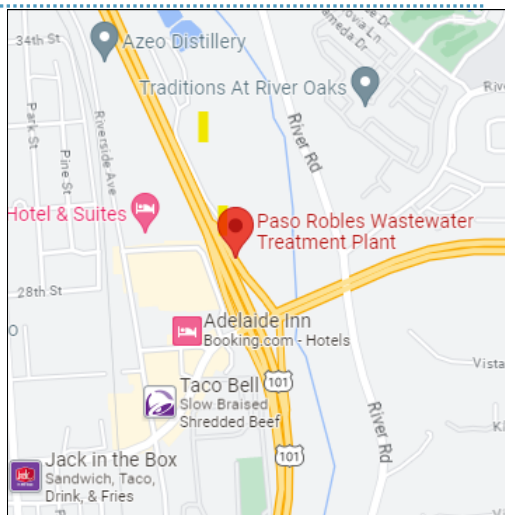 34th St
Azeo Distillery
Traditions At River Oaks
River Rd
Riverside Ave
Park St
Pine St
Hotel & Suites
Paso Robles Wastewater
Treatment Plant
28th St
Adelaide Inn
Booking.com - Hotels
Vista
Taco Bell
Slow Braised
Shredded Beef
101
River Rd
101
Jack in the Box
Sandwich, Taco,
Drink, & Fries